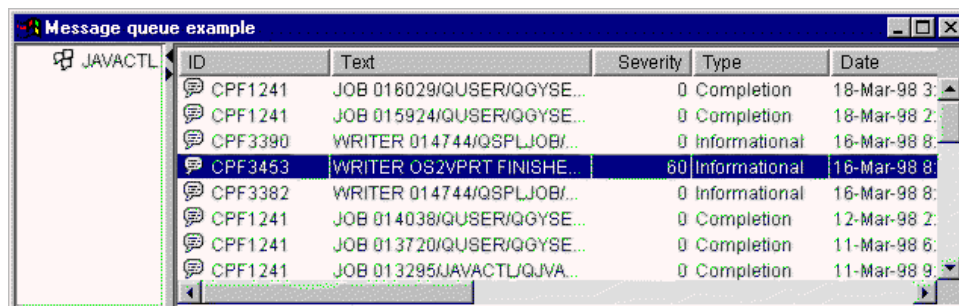 Message queue example
JAVACTL
ID Text Severity Type Date
CPF1241 JOB 016029/QUSER/QGYSE... 0 Completion 18-Mar-98 3:
CPF1241 JOB 015924/QUSER/QGYSE... 0 Completion 18-Mar-98 2:
CPF3390 WRITER 014744/QSPLJOB/... 0 Informational 16-Mar-98 8:
CPF3453 WRITER OS2VPRT FINISHE... 60 Informational 16-Mar-98 8:
CPF3382 WRITER 014744/QSPLJOB/... 0 Informational 16-Mar-98 8:
CPF1241 JOB 014038/QUSER/QGYSE... 0 Completion 12-Mar-98 2:
CPF1241 JOB 013720/QUSER/QGYSE... 0 Completion 11-Mar-98 6:
CPF1241 JOB 013295/JAVACTL/QJVA... 0 Completion 11-Mar-98 9: